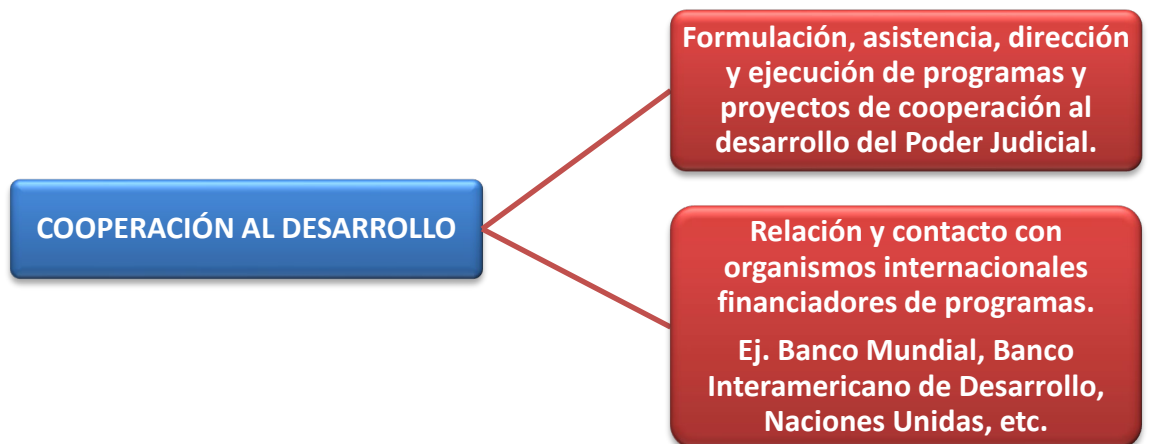 Formulación, asistencia, dirección
y ejecución de programas y
proyectos de cooperación al
desarrollo del Poder Judicial.
COOPERACIÓN AL DESARROLLO
Relación y contacto con
organismos internacionales
financiadores de programas.
Ej. Banco Mundial, Banco
Interamericano de Desarrollo,
Naciones Unidas, etc.